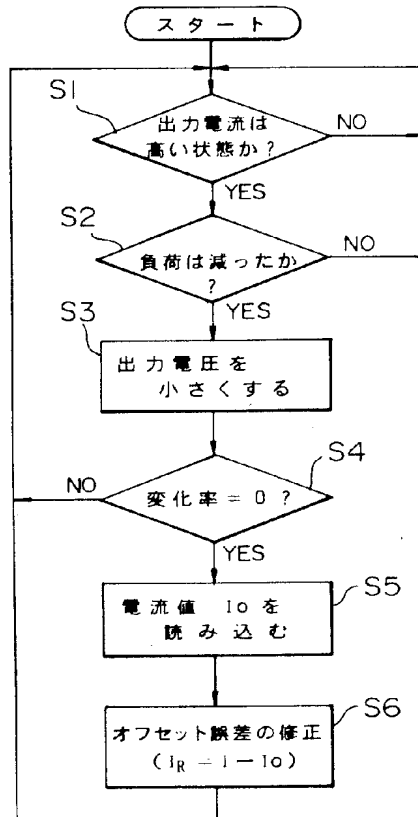 スタート
S1
出力電流は
高い状態か?
NO
YES
S2
負荷は減ったか
?
NO
YES
S3
出力電圧を
小さくする
S4
変化率=0?
NO
YES
S5
電流値 Ioを
読み込む
S6
オフセット誤差の修正
(IR=I-Io)